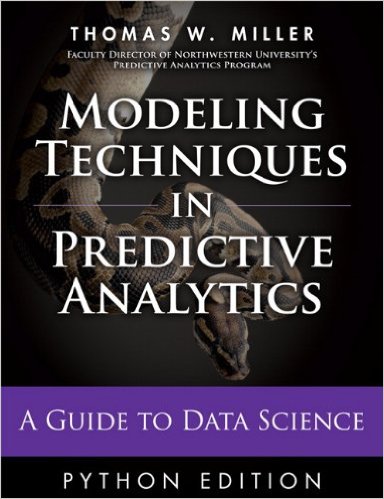 THOMAS W. MILLER
FACULTY DIRECTOR OF NORTHWESTERN UNIVERSITY'S
PREDICTIVE ANALYTICS PROGRAM
MODELING
TECHNIQUES
IN
PREDICTIVE
ANALYTICS
A GUIDE TO DATA SCIENCE
PYTHON EDITION